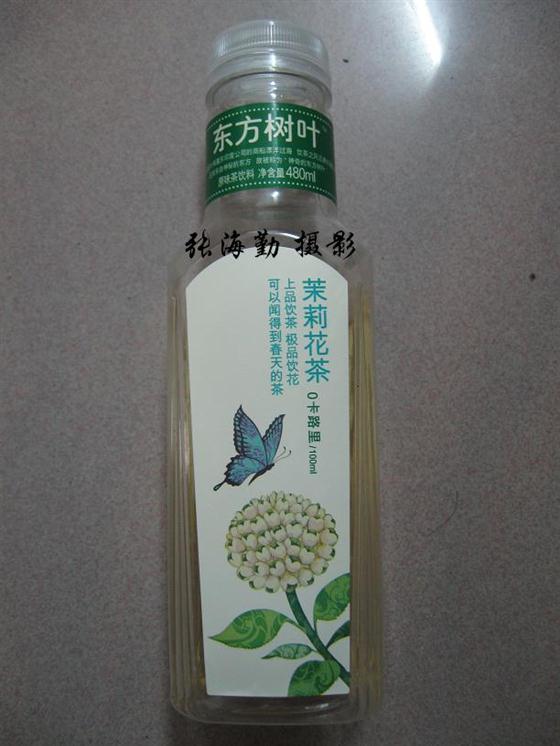 东方树叶
原味茶饮料 净含量480ml
张海勤 摄影
茉莉花茶
0卡路里/100ml
上品饮茶 极品饮花
可以闻得到春天的茶